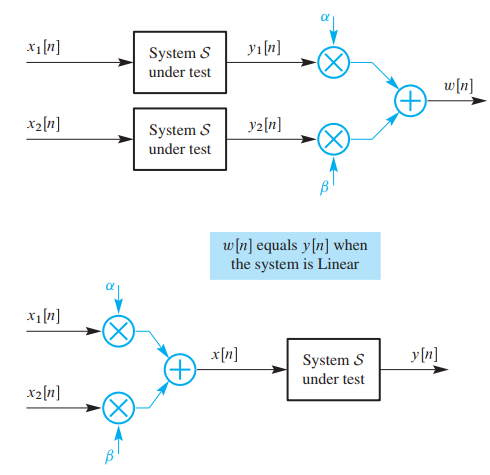 α
x₁[n]
System S
under test
y₁[n]
w[n]
x₂[n]
System S
under test
y₂[n]
β
w[n] equals y[n] when
the system is Linear
α
x₁[n]
x[n]
System S
under test
y[n]
x₂[n]
β